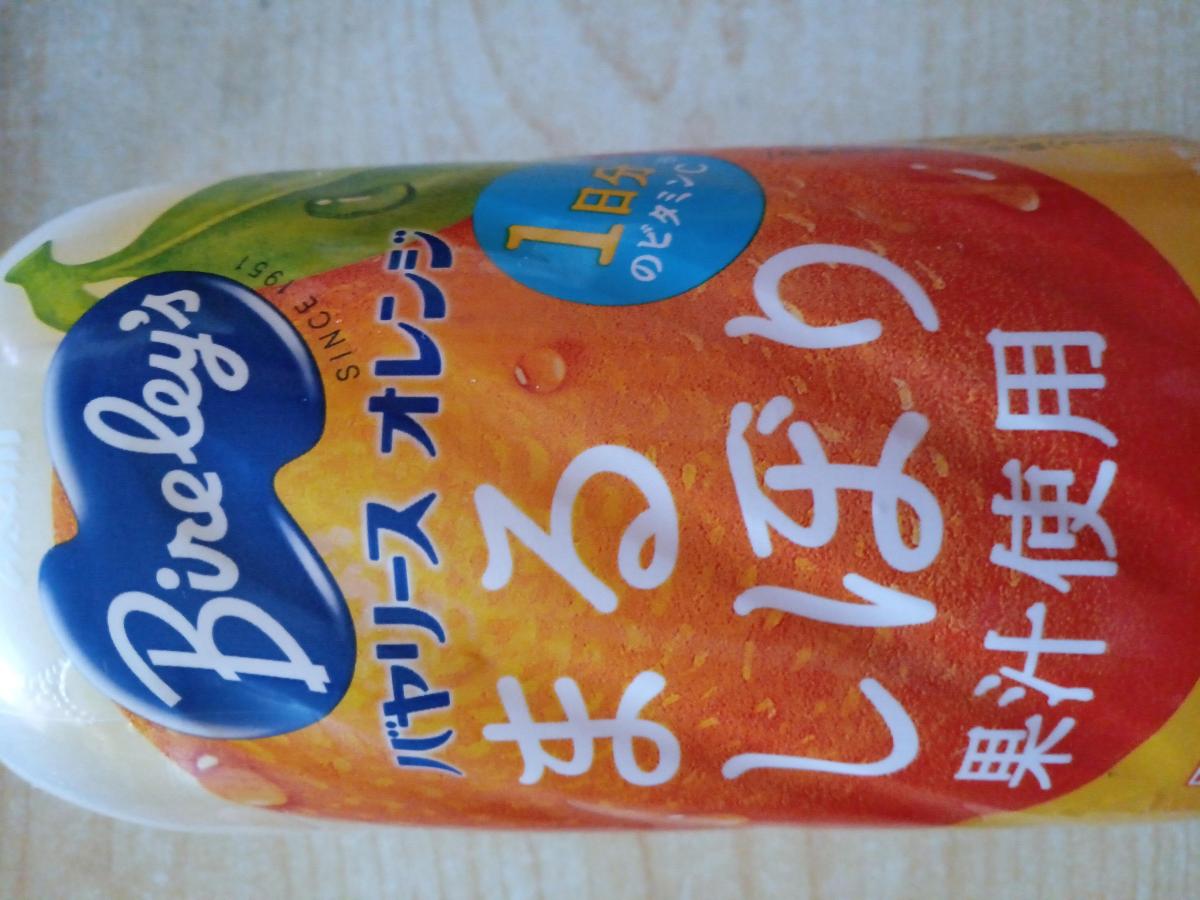 Bireley's
SINCE 1951
バヤリース オレンジ
1日分
のビタミンC
まる
しぼり
果汁使用